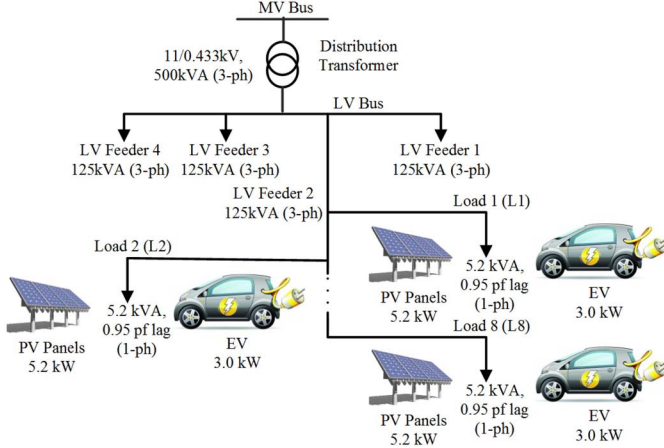 MV Bus
11/0.433kV,
500kVA (3-ph)
Distribution
Transformer
LV Bus
LV Feeder 4
125kVA (3-ph)
LV Feeder 3
125kVA (3-ph)
LV Feeder 1
125kVA (3-ph)
LV Feeder 2
125kVA (3-ph)
Load 1 (L1)
PV Panels
5.2 kW
5.2 kVA,
0.95 pf lag
(1-ph)
EV
3.0 kW
Load 2 (L2)
PV Panels
5.2 kW
5.2 kVA,
0.95 pf lag
(1-ph)
EV
3.0 kW
Load 8 (L8)
PV Panels
5.2 kW
5.2 kVA,
0.95 pf lag
(1-ph)
EV
3.0 kW